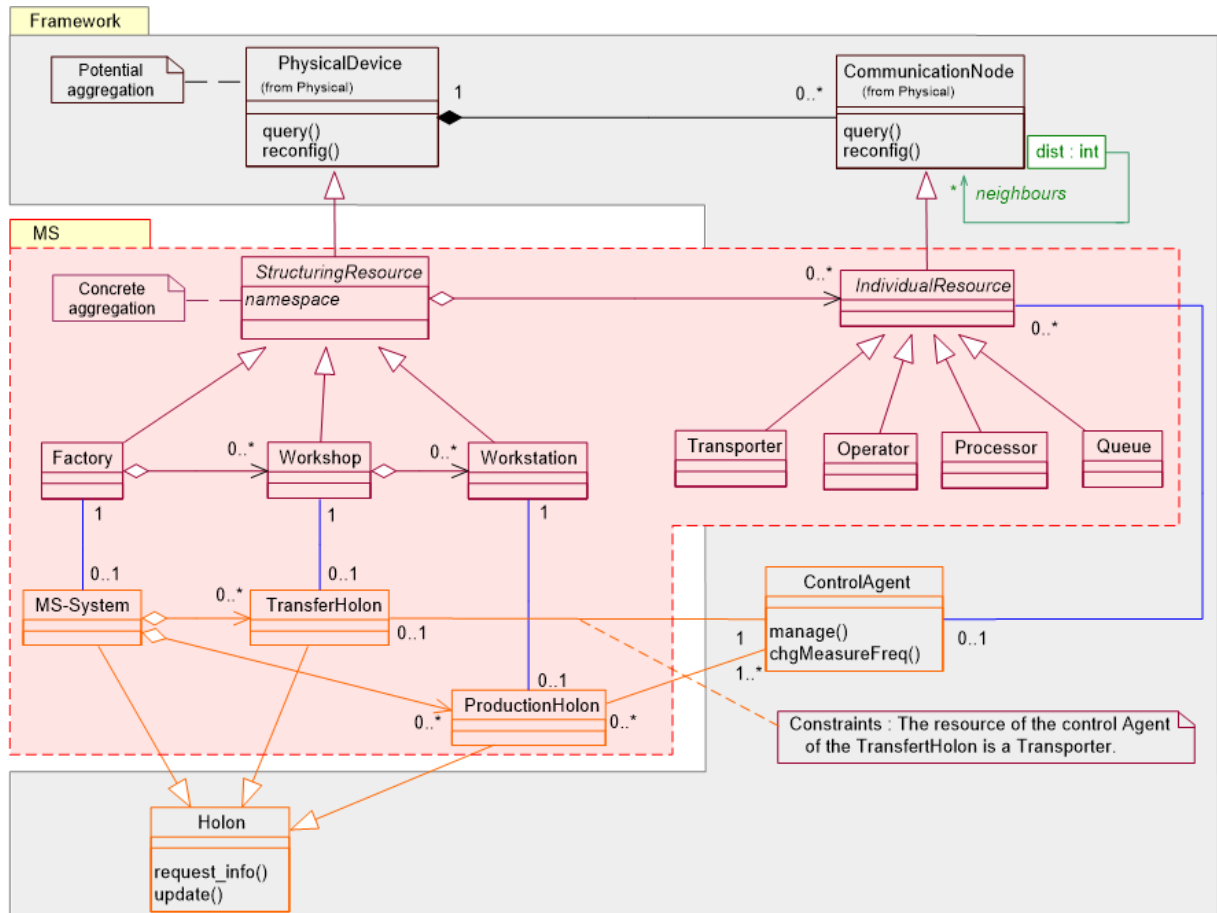 Framework
Potential
aggregation
PhysicalDevice
(from Physical)
query()
reconfig()
1
0..*
CommunicationNode
(from Physical)
query()
reconfig()
dist : int
*
neighbours
MS
Concrete
aggregation
StructuringResource
namespace
0..*
IndividualResource
0..*
Factory
0..*
Workshop
0..*
Workstation
Transporter
Operator
Processor
Queue
1
1
1
0..1
0..1
MS-System
0..*
TransferHolon
0..1
ControlAgent
manage()
chgMeasureFreq()
1
1..*
0..1
0..1
0..*
ProductionHolon
0..*
Constraints : The resource of the control Agent
of the TransfertHolon is a Transporter.
Holon
request_info()
update()